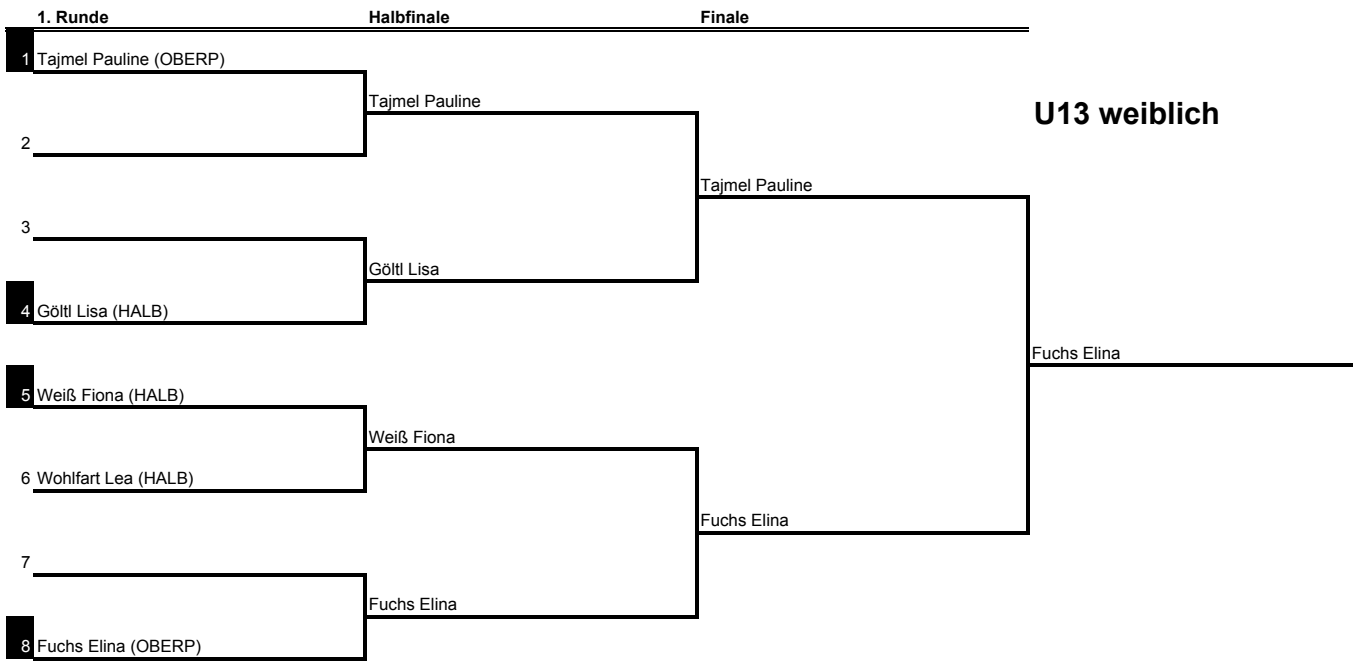 1. Runde Halbfinale Finale
1 Tajmel Pauline (OBERP)
Tajmel Pauline
U13 weiblich
2
Tajmel Pauline
3
Göltl Lisa
4 Göltl Lisa (HALB)
Fuchs Elina
5 Weiß Fiona (HALB)
Weiß Fiona
6 Wohlfart Lea (HALB)
Fuchs Elina
7
Fuchs Elina
8 Fuchs Elina (OBERP)